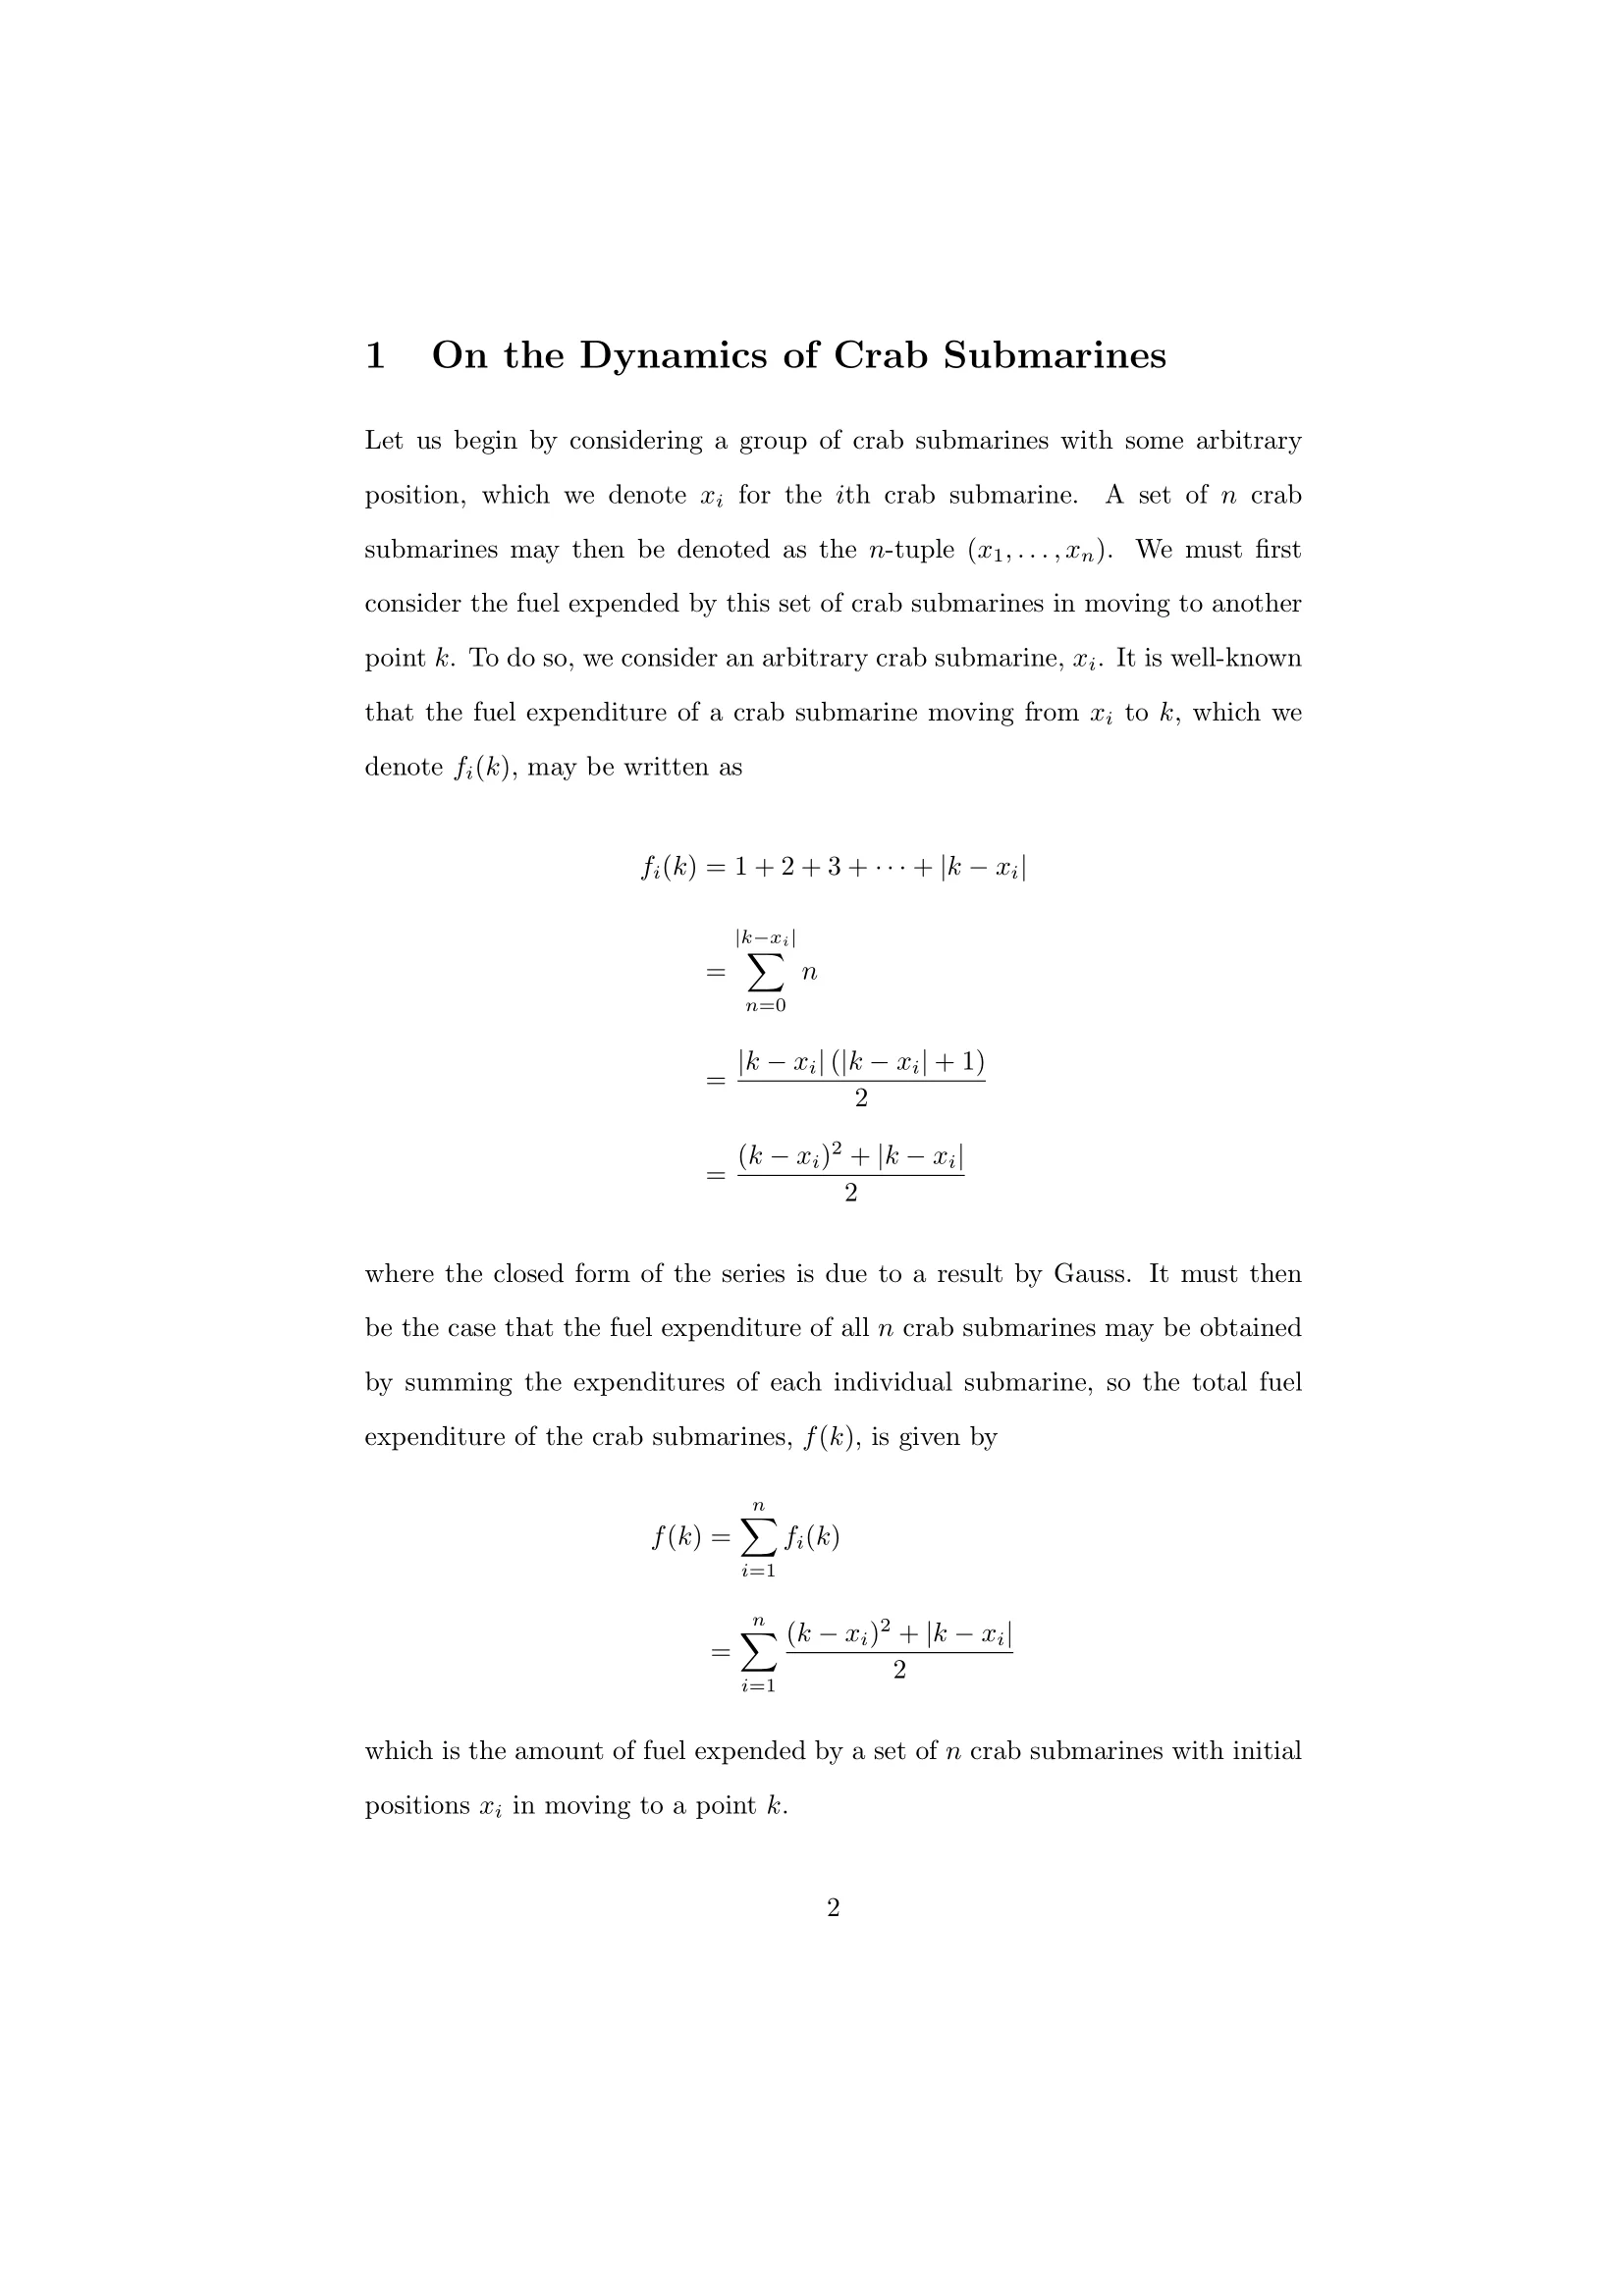 1 On the Dynamics of Crab Submarines
Let us begin by considering a group of crab submarines with some arbitrary
position, which we denote $x_i$ for the $i$th crab submarine. A set of $n$ crab
submarines may then be denoted as the $n$-tuple $(x_1, \ldots, x_n)$. We must first
consider the fuel expended by this set of crab submarines in moving to another
point $k$. To do so, we consider an arbitrary crab submarine, $x_i$. It is well-known
that the fuel expenditure of a crab submarine moving from $x_i$ to $k$, which we
denote $f_i(k)$, may be written as
$f_i(k) = 1 + 2 + 3 + \cdots + |k - x_i|$
$= \sum_{n=0}^{|k-x_i|} n$
$= \frac{|k - x_i| (|k - x_i| + 1)}{2}$
$= \frac{(k - x_i)^2 + |k - x_i|}{2}$
where the closed form of the series is due to a result by Gauss. It must then
be the case that the fuel expenditure of all $n$ crab submarines may be obtained
by summing the expenditures of each individual submarine, so the total fuel
expenditure of the crab submarines, $f(k)$, is given by
$f(k) = \sum_{i=1}^{n} f_i(k)$
$= \sum_{i=1}^{n} \frac{(k - x_i)^2 + |k - x_i|}{2}$
which is the amount of fuel expended by a set of $n$ crab submarines with initial
positions $x_i$ in moving to a point $k$.
2